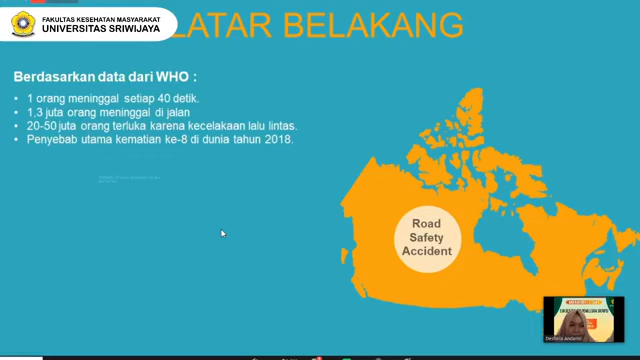 FAKULTAS KESEHATAN MASYARAKAT
UNIVERSITAS SRIWIJAYA
LATAR BELAKANG
Berdasarkan data dari WHO :
• 1 orang meninggal setiap 40 detik.
• 1,3 juta orang meninggal di jalan
• 20-50 juta orang terluka karena kecelakaan lalu lintas.
• Penyebab utama kematian ke-8 di dunia tahun 2018.
Road
Safety
Accident